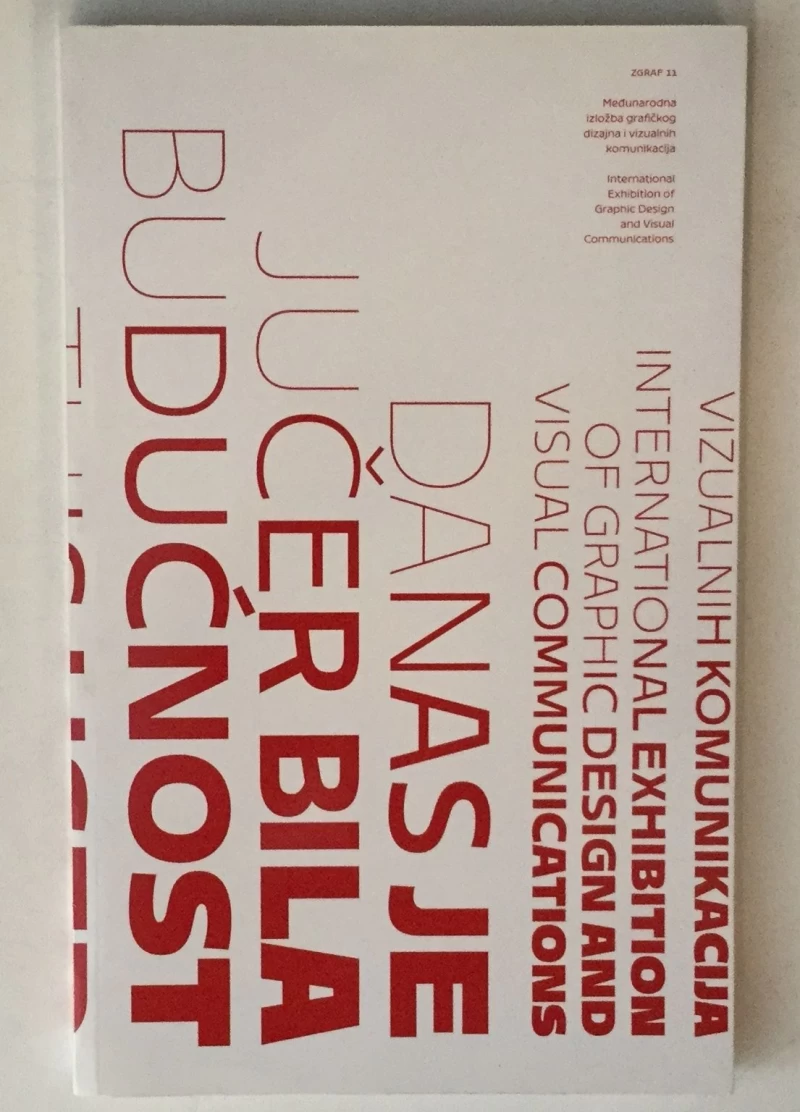 ZGRAF 11
Međunarodna
izložba grafičkog
dizajna i vizualnih
komunikacija
International
Exhibition of
Graphic Design
and Visual
Communications
VIZUALNIH KOMUNIKACIJA
INTERNATIONAL EXHIBITION
OF GRAPHIC DESIGN AND
VISUAL COMMUNICATIONS
DANAS JE
JUČER BILA
BUDUĆNOST